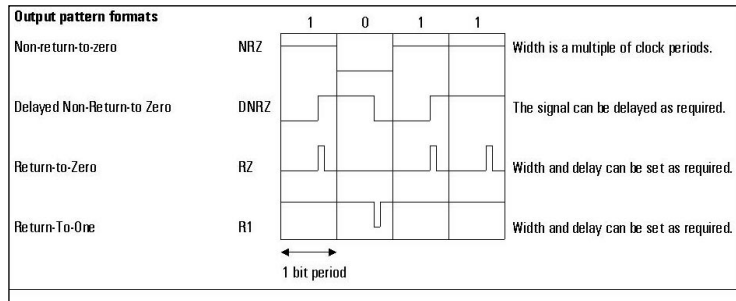 Output pattern formats
1 0 1 1
Non-return-to-zero NRZ Width is a multiple of clock periods.
Delayed Non-Return-to Zero DNRZ The signal can be delayed as required.
Return-to-Zero RZ Width and delay can be set as required.
Return-To-One R1 Width and delay can be set as required.
1 bit period